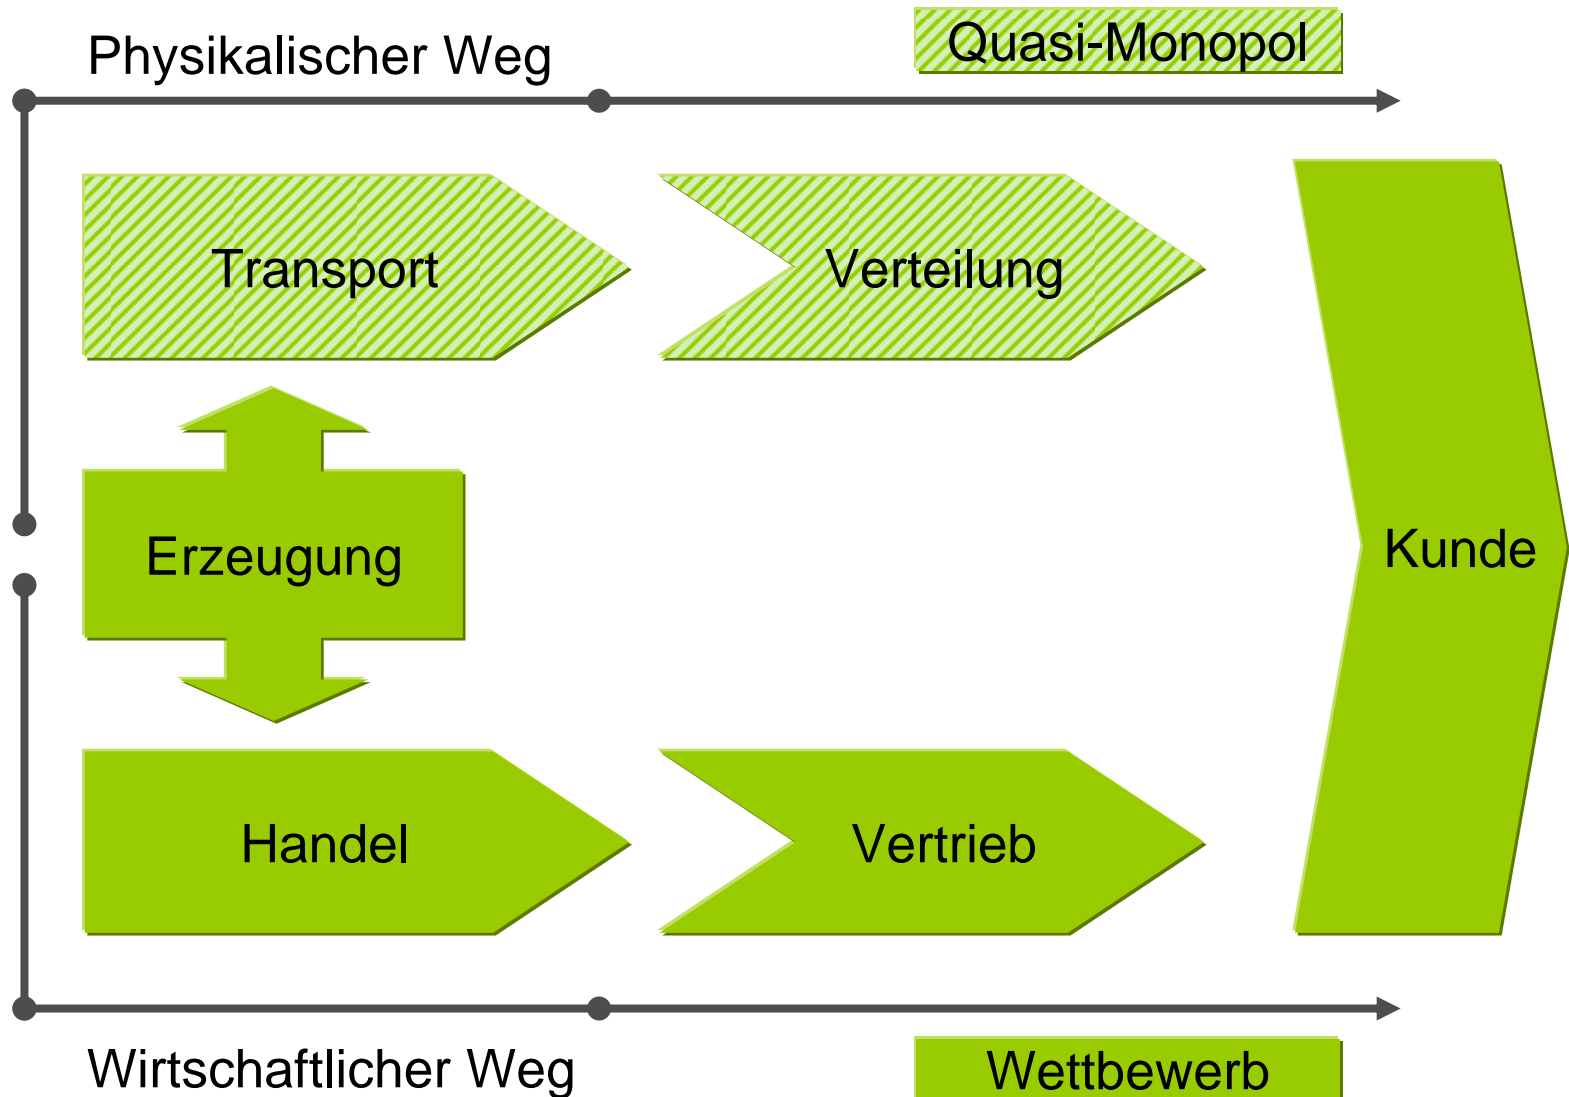 Physikalischer Weg
Quasi-Monopol
Transport
Verteilung
Erzeugung
Kunde
Handel
Vertrieb
Wirtschaftlicher Weg
Wettbewerb